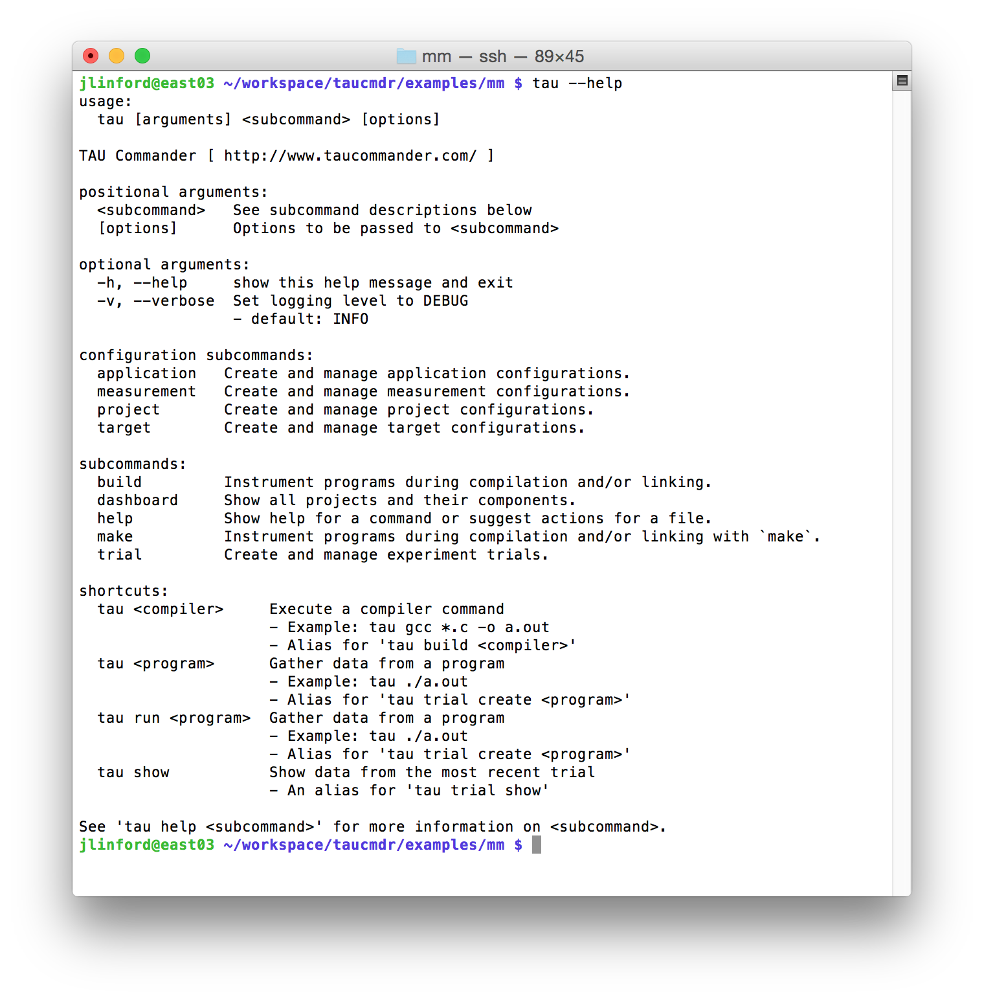 mm — ssh — 89×45
jlinford@east03 ~/workspace/taucmdr/examples/mm $ tau --help
usage:
  tau [arguments] <subcommand> [options]

TAU Commander [ http://www.taucommander.com/ ]

positional arguments:
  <subcommand>   See subcommand descriptions below
  [options]      Options to be passed to <subcommand>

optional arguments:
  -h, --help     show this help message and exit
  -v, --verbose  Set logging level to DEBUG
                 - default: INFO

configuration subcommands:
  application   Create and manage application configurations.
  measurement   Create and manage measurement configurations.
  project       Create and manage project configurations.
  target        Create and manage target configurations.

subcommands:
  build         Instrument programs during compilation and/or linking.
  dashboard     Show all projects and their components.
  help          Show help for a command or suggest actions for a file.
  make          Instrument programs during compilation and/or linking with `make`.
  trial         Create and manage experiment trials.

shortcuts:
  tau <compiler>     Execute a compiler command
                     - Example: tau gcc *.c -o a.out
                     - Alias for 'tau build <compiler>'
  tau <program>      Gather data from a program
                     - Example: tau ./a.out
                     - Alias for 'tau trial create <program>'
  tau run <program>  Gather data from a program
                     - Example: tau ./a.out
                     - Alias for 'tau trial create <program>'
  tau show           Show data from the most recent trial
                     - An alias for 'tau trial show'

See 'tau help <subcommand>' for more information on <subcommand>.
jlinford@east03 ~/workspace/taucmdr/examples/mm $